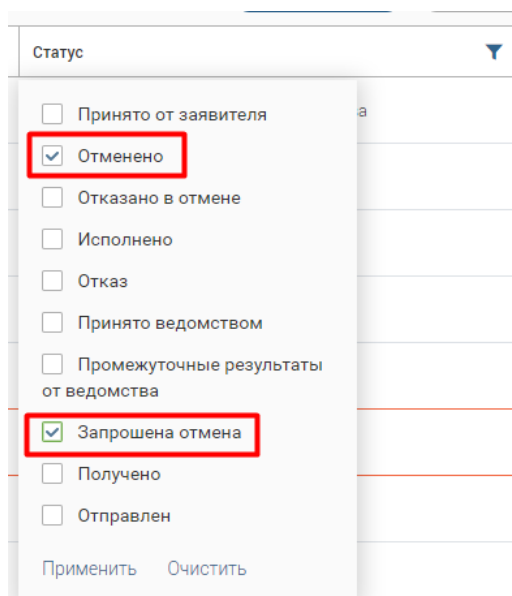 Статус
Принято от заявителя
а
Отменено
Отказано в отмене
Исполнено
Отказ
Принято ведомством
Промежуточные результаты
от ведомства
Запрошена отмена
Получено
Отправлен
Применить Очистить